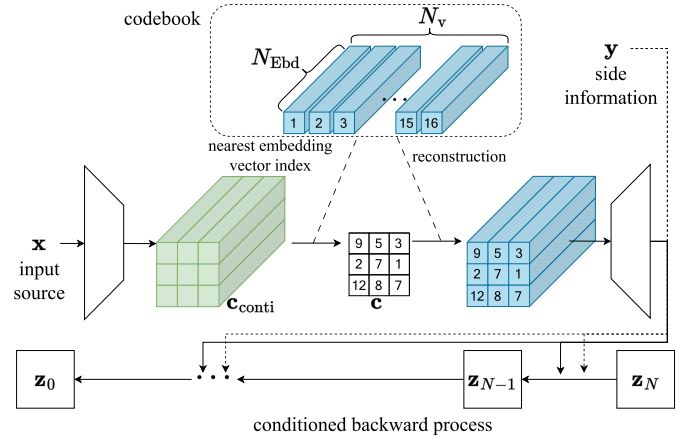 codebook
N_v
N_Ebd
1 2 3 ... 15 16
y
side
information
nearest embedding
vector index
reconstruction
x
input
source
9 5 3
2 7 1
12 8 7
c_conti
c
9 5 3
2 7 1
12 8 7
z_0
...
z_{N-1}
z_N
conditioned backward process